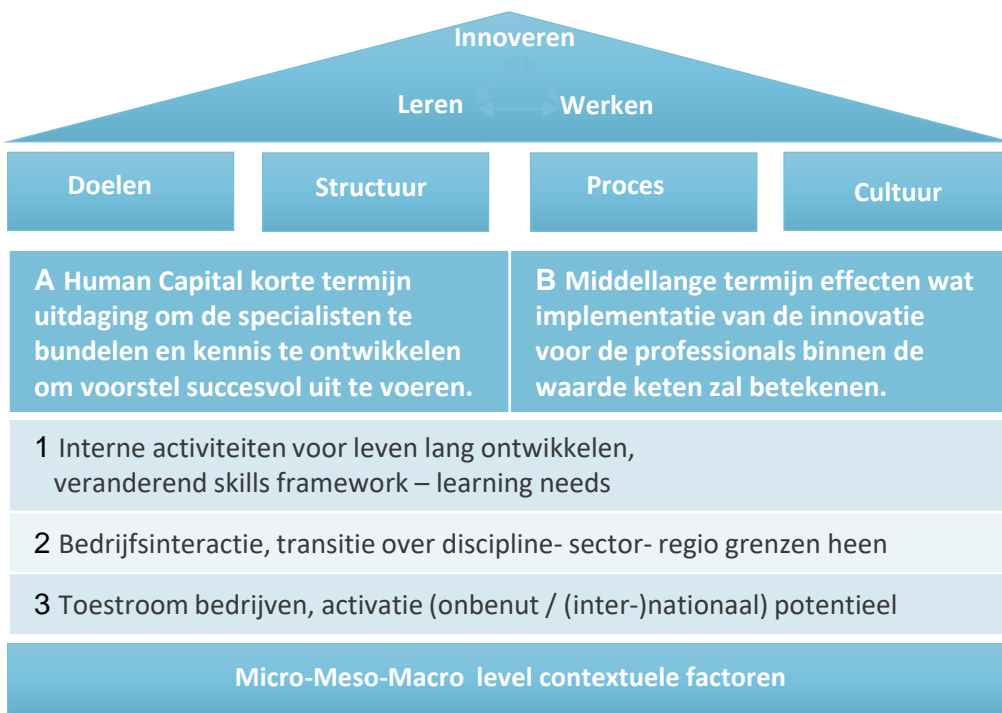 Innoveren
Leren Werken
Doelen Structuur Proces Cultuur
A Human Capital korte termijn
uitdaging om de specialisten te
bundelen en kennis te ontwikkelen
om voorstel succesvol uit te voeren.
B Middellange termijn effecten wat
implementatie van de innovatie
voor de professionals binnen de
waarde keten zal betekenen.
1 Interne activiteiten voor leven lang ontwikkelen,
veranderend skills framework – learning needs
2 Bedrijfsinteractie, transitie over discipline- sector- regio grenzen heen
3 Toestroom bedrijven, activatie (onbenut / (inter-)nationaal) potentieel
Micro-Meso-Macro level contextuele factoren